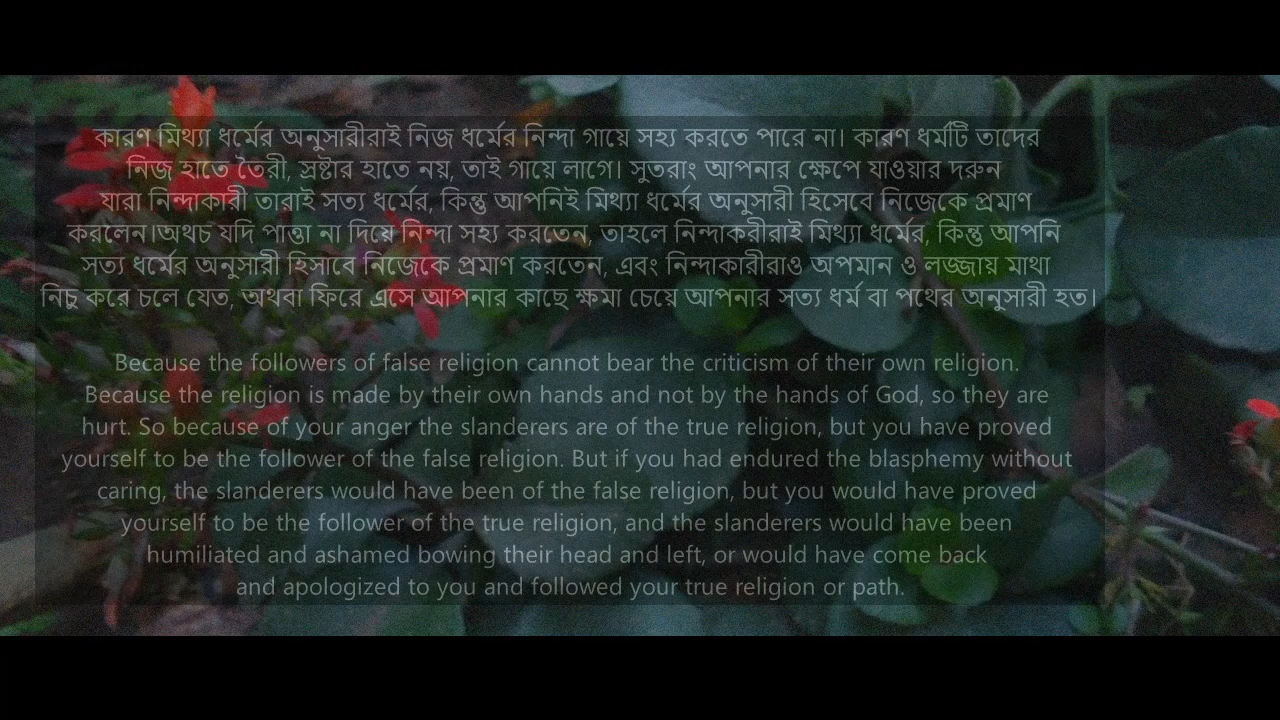 কারণ মিথ্যা ধর্মের অনুসারীরাই নিজ ধর্মের নিন্দা গায়ে সহ্য করতে পারে না। কারণ ধর্মটি তাদের
নিজ হাতে তৈরী, স্রষ্টার হাতে নয়, তাই গায়ে লাগে। সুতরাং আপনার ক্ষেপে যাওয়ার দরুন
যারা নিন্দাকারী তারাই সত্য ধর্মের, কিন্তু আপনিই মিথ্যা ধর্মের অনুসারী হিসেবে নিজেকে প্রমাণ
করলেন।অথচ যদি পাত্তা না দিয়ে নিন্দা সহ্য করতেন, তাহলে নিন্দাকরীরাই মিথ্যা ধর্মের, কিন্তু আপনি
সত্য ধর্মের অনুসারী হিসাবে নিজেকে প্রমাণ করতেন, এবং নিন্দাকারীরাও অপমান ও লজ্জায় মাথা
নিচু করে চলে যেত, অথবা ফিরে এসে আপনার কাছে ক্ষমা চেয়ে আপনার সত্য ধর্ম বা পথের অনুসারী হত।
Because the followers of false religion cannot bear the criticism of their own religion.
Because the religion is made by their own hands and not by the hands of God, so they are
hurt. So because of your anger the slanderers are of the true religion, but you have proved
yourself to be the follower of the false religion. But if you had endured the blasphemy without
caring, the slanderers would have been of the false religion, but you would have proved
yourself to be the follower of the true religion, and the slanderers would have been
humiliated and ashamed bowing their head and left, or would have come back
and apologized to you and followed your true religion or path.